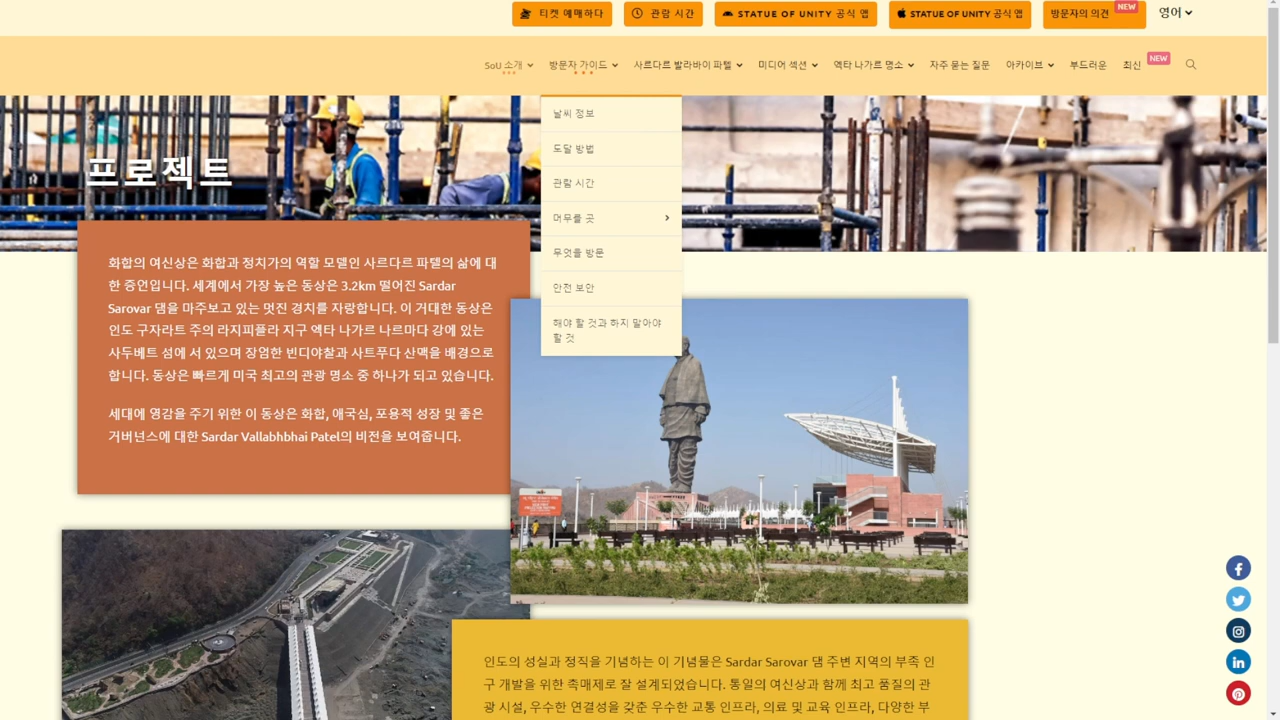 티켓 예매하다
관람 시간
STATUE OF UNITY 공식 앱
STATUE OF UNITY 공식 앱
방문자의 의견
NEW
영어
SoU 소개
방문자 가이드
사르다르 발라바이 파텔
미디어 섹션
엑타 나가르 명소
자주 묻는 질문
아카이브
부드러운
최신
NEW
날씨 정보
도달 방법
관람 시간
머무를 곳
무엇을 방문
안전 보안
해야 할 것과 하지 말아야
할 것
프로젝트
화합의 여신상은 화합과 정치가의 역할 모델인 사르다르 파텔의 삶에 대
한 증언입니다. 세계에서 가장 높은 동상은 3.2km 떨어진 Sardar
Sarovar 댐을 마주보고 있는 멋진 경치를 자랑합니다. 이 거대한 동상은
인도 구자라트 주의 라지피플라 지구 엑타 나가르 나르마다 강에 있는
사두베트 섬에 서 있으며 장엄한 빈디야찰과 사트푸다 산맥을 배경으로
합니다. 동상은 빠르게 미국 최고의 관광 명소 중 하나가 되고 있습니다.
세대에 영감을 주기 위한 이 동상은 화합, 애국심, 포용적 성장 및 좋은
거버넌스에 대한 Sardar Vallabhbhai Patel의 비전을 보여줍니다.
인도의 성실과 정직을 기념하는 이 기념물은 Sardar Sarovar 댐 주변 지역의 부족 인
구 개발을 위한 촉매제로 잘 설계되었습니다. 통일의 여신상과 함께 최고 품질의 관
광 시설, 우수한 연결성을 갖춘 우수한 교통 인프라, 의료 및 교육 인프라, 다양한 부